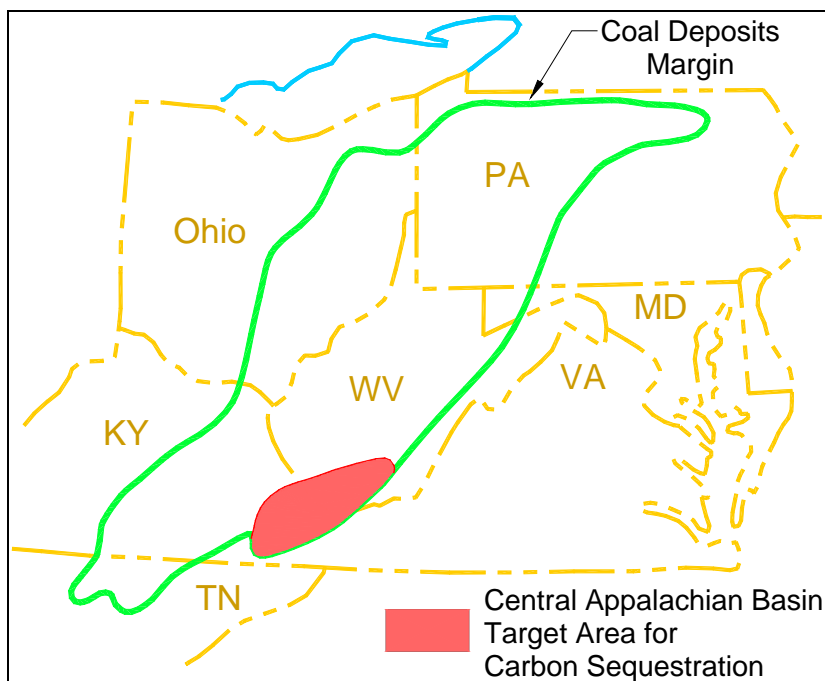 Coal Deposits
Margin
PA
Ohio
MD
WV
VA
KY
TN
Central Appalachian Basin
Target Area for
Carbon Sequestration